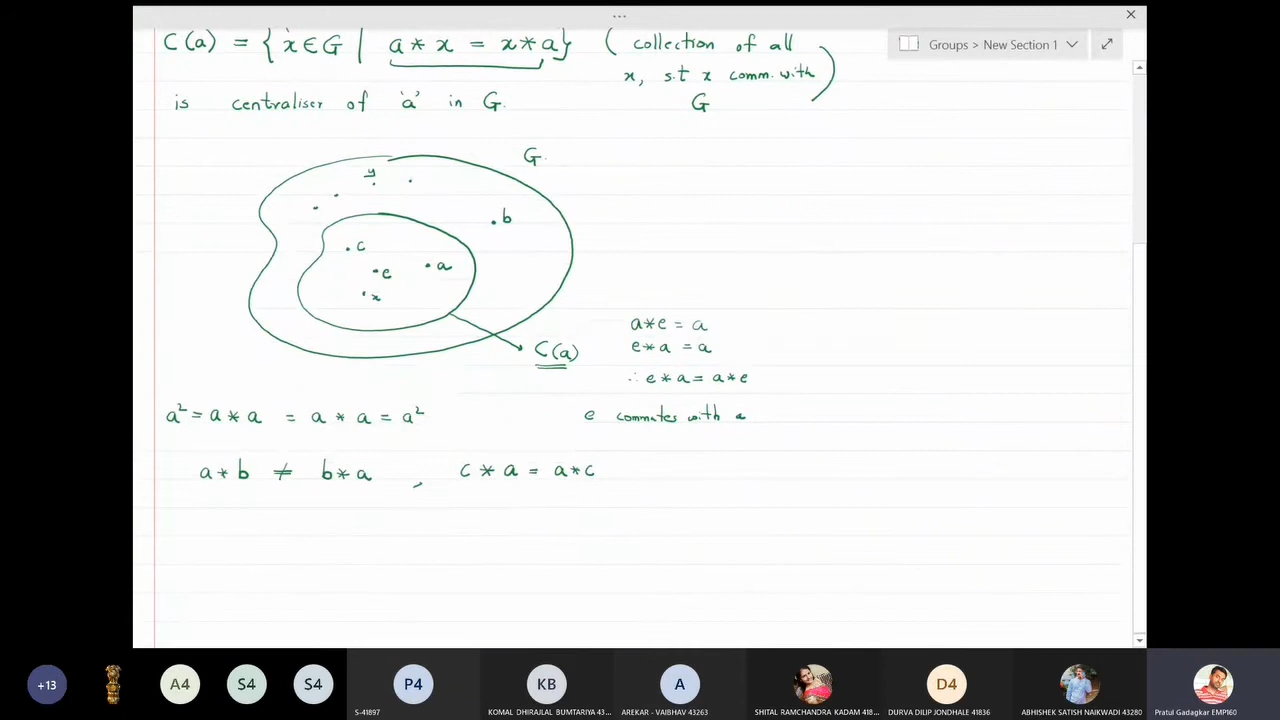 C(a) = { x ∈ G | a * x = x * a } ( collection of all
x, s.t x comm. with )
is centraliser of 'a' in G. G
Groups > New Section 1
G.
y
b
c
e
a
x
C(a)
a * e = a
e * a = a
∴ e * a = a * e
a² = a * a = a * a = a²
e commutes with a
a * b ≠ b * a , c * a = a * c
+13
A4
S4
S4
P4
S-41897
KB
KOMAL DHIRAJLAL BUMTARIYA 43...
A
AREKAR - VAIBHAV 43263
SHITAL RAMCHANDRA KADAM 418...
D4
DURVA DILIP JONDHALE 41836
ABHISHEK SATISH NAIKWADI 43280
Pratul Gadagkar EMP160